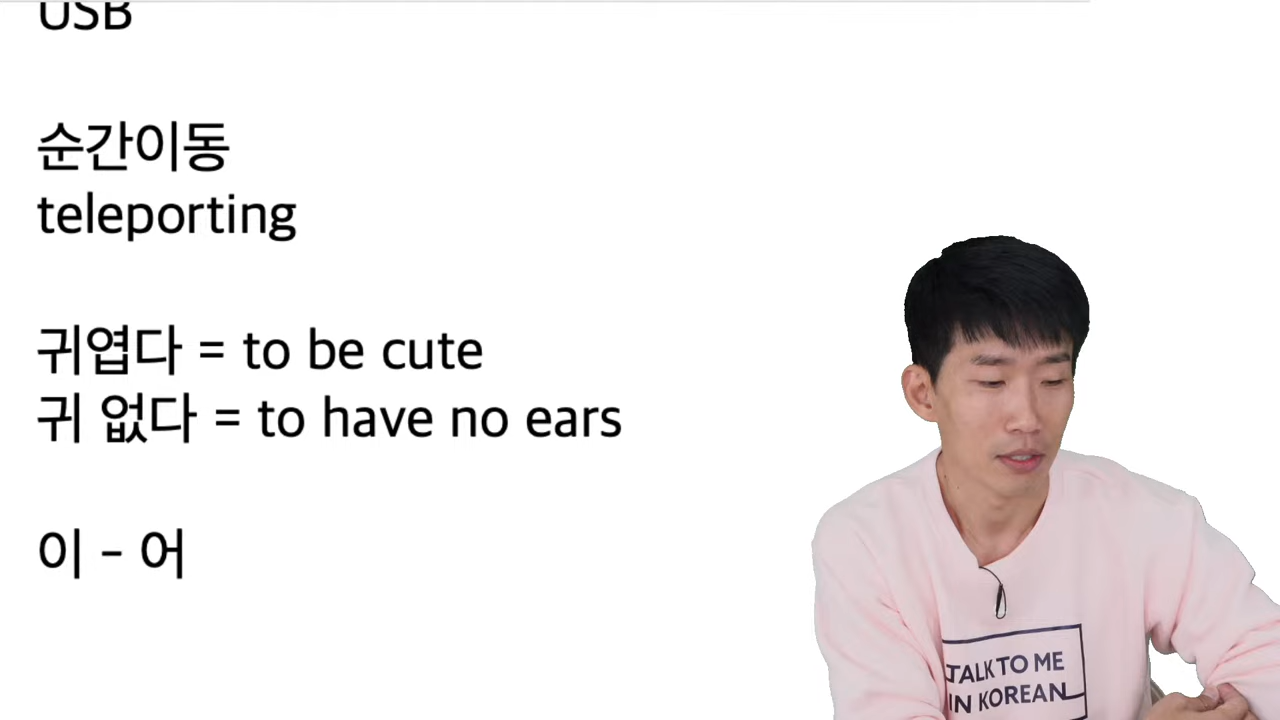 USB
순간이동
teleporting
귀엽다 = to be cute
귀 없다 = to have no ears
이 - 어
TALK TO ME
IN KOREAN